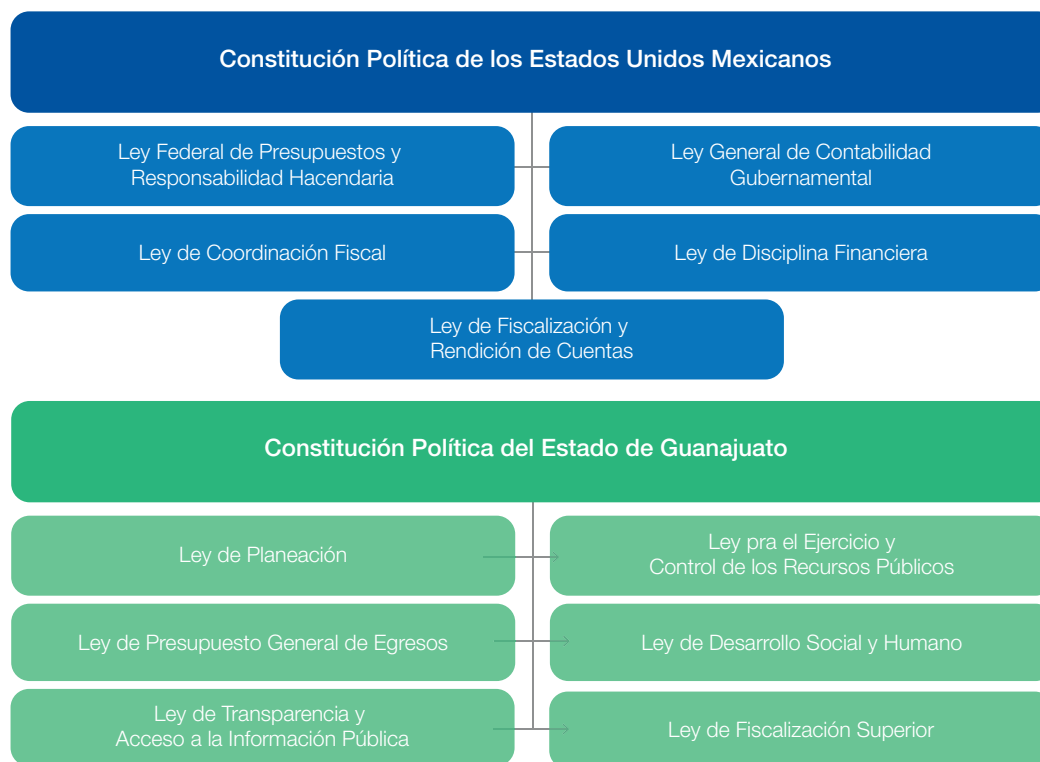 Constitución Política de los Estados Unidos Mexicanos
Ley Federal de Presupuestos y
Responsabilidad Hacendaria
Ley General de Contabilidad
Gubernamental
Ley de Coordinación Fiscal
Ley de Disciplina Financiera
Ley de Fiscalización y
Rendición de Cuentas
Constitución Política del Estado de Guanajuato
Ley de Planeación
Ley pra el Ejercicio y
Control de los Recursos Públicos
Ley de Presupuesto General de Egresos
Ley de Desarrollo Social y Humano
Ley de Transparencia y
Acceso a la Información Pública
Ley de Fiscalización Superior